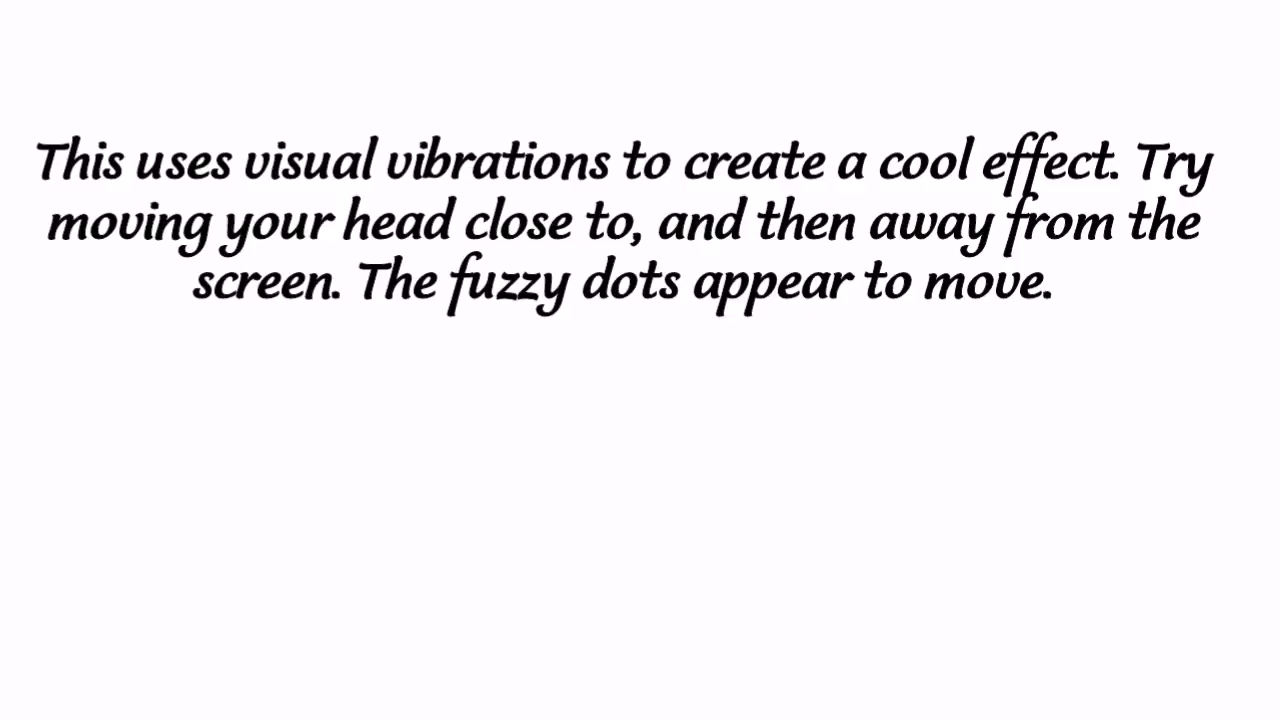 This uses visual vibrations to create a cool effect. Try
moving your head close to, and then away from the
screen. The fuzzy dots appear to move.